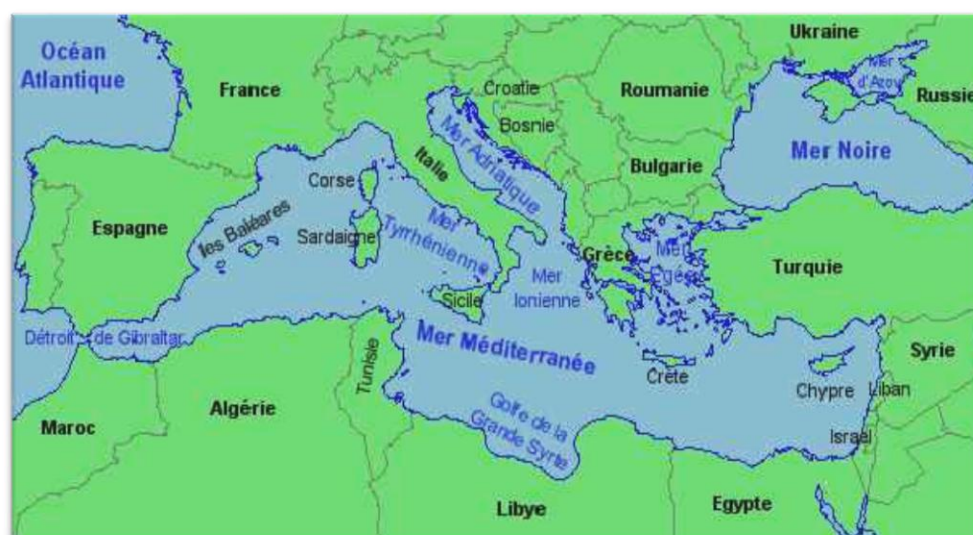 Océan
Atlantique
France
Ukraine
Mer
d'Azov
Russie
Croatie
Bosnie
Roumanie
Mer Adriatique
Italie
Bulgarie
Mer Noire
Corse
Espagne
les Baléares
Sardaigne
Mer
Tyrrhénienne
Grèce
Mer
Egée
Turquie
Mer
Ionienne
Sicile
Détroit de Gibraltar
Mer Méditerranée
Tunisie
Crète
Chypre
Syrie
Liban
Maroc
Algérie
Golfe de la
Grande Syrte
Israel
Libye
Egypte